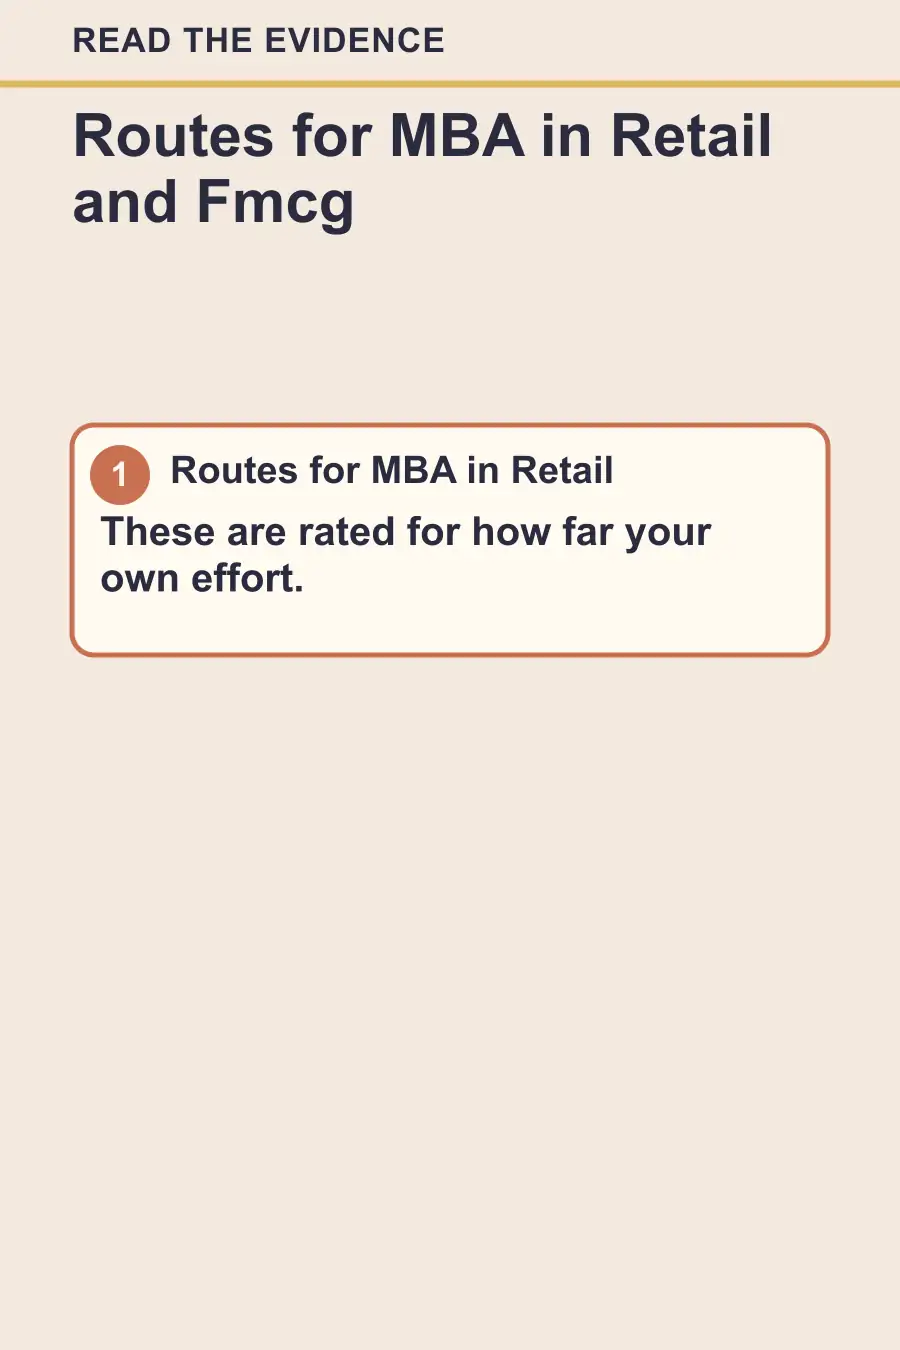 READ THE EVIDENCE
Routes for MBA in Retail
and Fmcg
1 Routes for MBA in Retail
These are rated for how far your
own effort.